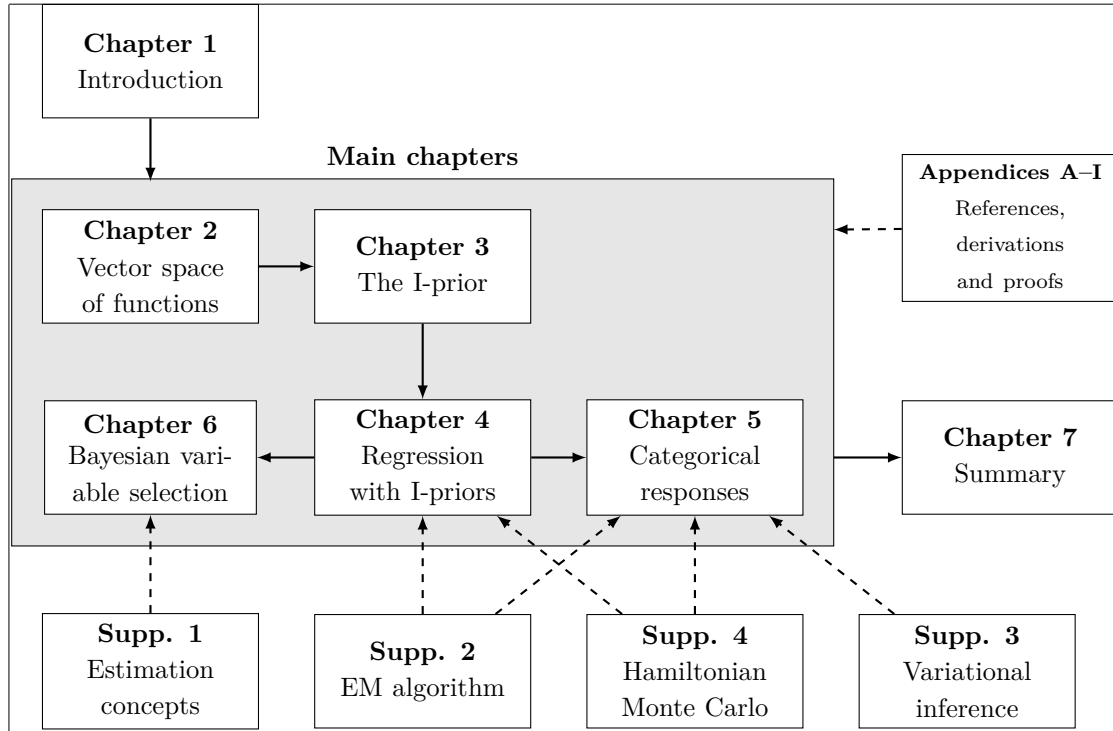 Chapter 1
Introduction
Main chapters
Appendices A–I
References,
derivations
and proofs
Chapter 2
Vector space
of functions
Chapter 3
The I-prior
Chapter 6
Bayesian vari-
able selection
Chapter 4
Regression
with I-priors
Chapter 5
Categorical
responses
Chapter 7
Summary
Supp. 1
Estimation
concepts
Supp. 2
EM algorithm
Supp. 4
Hamiltonian
Monte Carlo
Supp. 3
Variational
inference